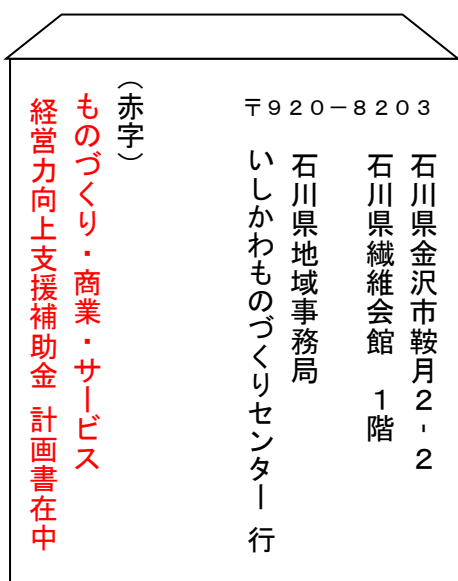 〒920−8203
石川県金沢市鞍月2-2
石川県繊維会館 1階
石川県地域事務局
いしかわものづくりセンター 行
(赤字)
ものづくり・商業・サービス
経営力向上支援補助金 計画書在中